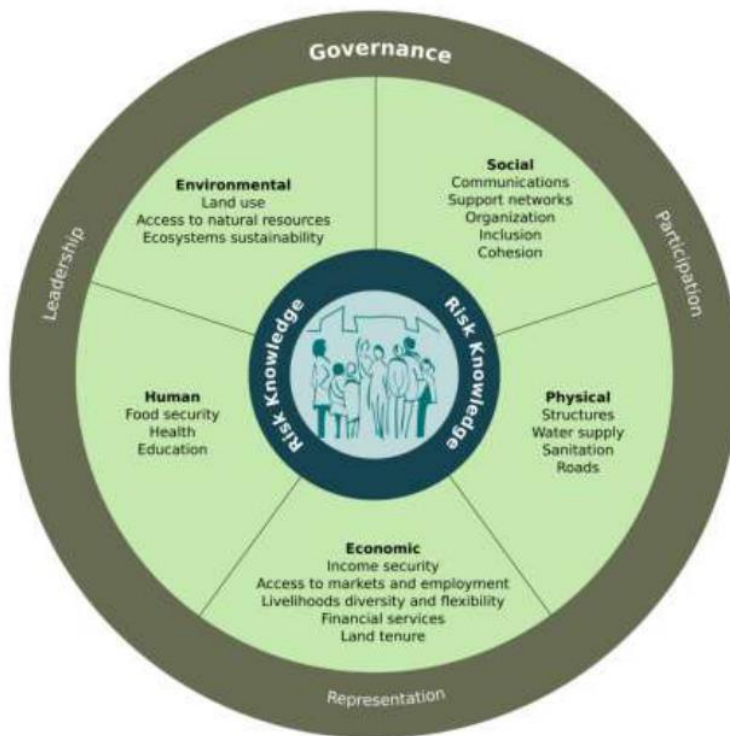 Governance
Leadership
Participation
Representation
Environmental
Land use
Access to natural resources
Ecosystems sustainability
Social
Communications
Support networks
Organization
Inclusion
Cohesion
Risk Knowledge
Risk Knowledge
Human
Food security
Health
Education
Physical
Structures
Water supply
Sanitation
Roads
Economic
Income security
Access to markets and employment
Livelihoods diversity and flexibility
Financial services
Land tenure